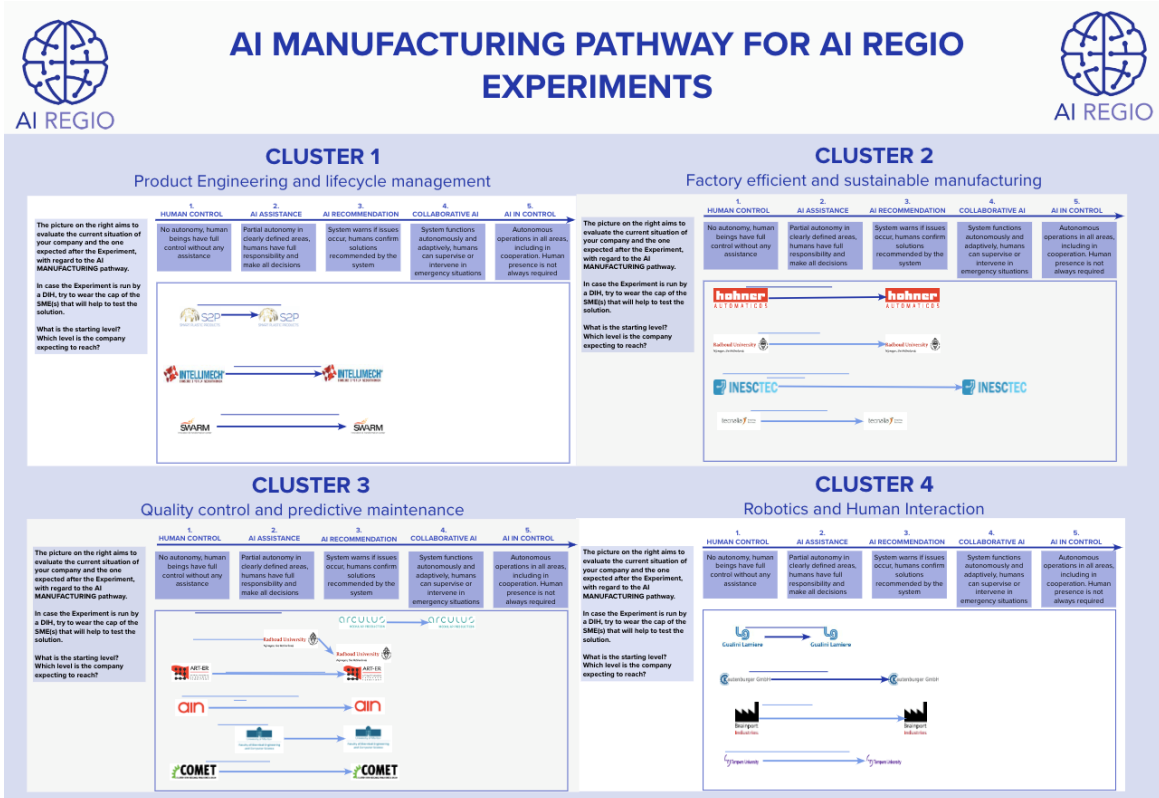 AI MANUFACTURING PATHWAY FOR AI REGIO
EXPERIMENTS
AI REGIO
AI REGIO
CLUSTER 1
Product Engineering and lifecycle management
The picture on the right aims to
evaluate the current situation of
your company and the one
expected after the Experiment,
with regard to the AI
MANUFACTURING pathway.
In case the Experiment is run by
a DIH, try to wear the cap of the
SME(s) that will help to test the
solution.
What is the starting level?
Which level is the company
expecting to reach?
1.
HUMAN CONTROL
No autonomy, human
beings have full
control without any
assistance
2.
AI ASSISTANCE
Partial autonomy in
clearly defined areas,
humans have full
responsibility and
make all decisions
3.
AI RECOMMENDATION
System warns if issues
occur, humans confirm
solutions
recommended by the
system
4.
COLLABORATIVE AI
System functions
autonomously and
adaptively, humans
can supervise or
intervene in
emergency situations
5.
AI IN CONTROL
Autonomous
operations in all areas,
including in
cooperation. Human
presence is not
always required
S2P
S2P
INTELLIMECH
INTELLIMECH
SWARM
SWARM
CLUSTER 2
Factory efficient and sustainable manufacturing
The picture on the right aims to
evaluate the current situation of
your company and the one
expected after the Experiment,
with regard to the AI
MANUFACTURING pathway.
In case the Experiment is run by
a DIH, try to wear the cap of the
SME(s) that will help to test the
solution.
What is the starting level?
Which level is the company
expecting to reach?
1.
HUMAN CONTROL
No autonomy, human
beings have full
control without any
assistance
2.
AI ASSISTANCE
Partial autonomy in
clearly defined areas,
humans have full
responsibility and
make all decisions
3.
AI RECOMMENDATION
System warns if issues
occur, humans confirm
solutions
recommended by the
system
4.
COLLABORATIVE AI
System functions
autonomously and
adaptively, humans
can supervise or
intervene in
emergency situations
5.
AI IN CONTROL
Autonomous
operations in all areas,
including in
cooperation. Human
presence is not
always required
hohner
AUTOMATICOS
hohner
AUTOMATICOS
Radboud University
Radboud University
INESCTEC
INESCTEC
tecnalia
tecnalia
CLUSTER 3
Quality control and predictive maintenance
The picture on the right aims to
evaluate the current situation of
your company and the one
expected after the Experiment,
with regard to the AI
MANUFACTURING pathway.
In case the Experiment is run by
a DIH, try to wear the cap of the
SME(s) that will help to test the
solution.
What is the starting level?
Which level is the company
expecting to reach?
1.
HUMAN CONTROL
No autonomy, human
beings have full
control without any
assistance
2.
AI ASSISTANCE
Partial autonomy in
clearly defined areas,
humans have full
responsibility and
make all decisions
3.
AI RECOMMENDATION
System warns if issues
occur, humans confirm
solutions
recommended by the
system
4.
COLLABORATIVE AI
System functions
autonomously and
adaptively, humans
can supervise or
intervene in
emergency situations
5.
AI IN CONTROL
Autonomous
operations in all areas,
including in
cooperation. Human
presence is not
always required
arculus
arculus
Radboud University
Radboud University
ART-ER
ART-ER
ain
ain
COMET
COMET
CLUSTER 4
Robotics and Human Interaction
The picture on the right aims to
evaluate the current situation of
your company and the one
expected after the Experiment,
with regard to the AI
MANUFACTURING pathway.
In case the Experiment is run by
a DIH, try to wear the cap of the
SME(s) that will help to test the
solution.
What is the starting level?
Which level is the company
expecting to reach?
1.
HUMAN CONTROL
No autonomy, human
beings have full
control without any
assistance
2.
AI ASSISTANCE
Partial autonomy in
clearly defined areas,
humans have full
responsibility and
make all decisions
3.
AI RECOMMENDATION
System warns if issues
occur, humans confirm
solutions
recommended by the
system
4.
COLLABORATIVE AI
System functions
autonomously and
adaptively, humans
can supervise or
intervene in
emergency situations
5.
AI IN CONTROL
Autonomous
operations in all areas,
including in
cooperation. Human
presence is not
always required
Gualini Lamiere
Gualini Lamiere
GmbH
GmbH
Brainport
Industries
Brainport
Industries
Tampere University
Tampere University